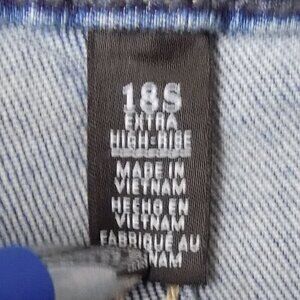 18S
EXTRA
HIGH-RISE
MADE IN
VIETNAM
HECHO EN
VIETNAM
FABRIQUE AU